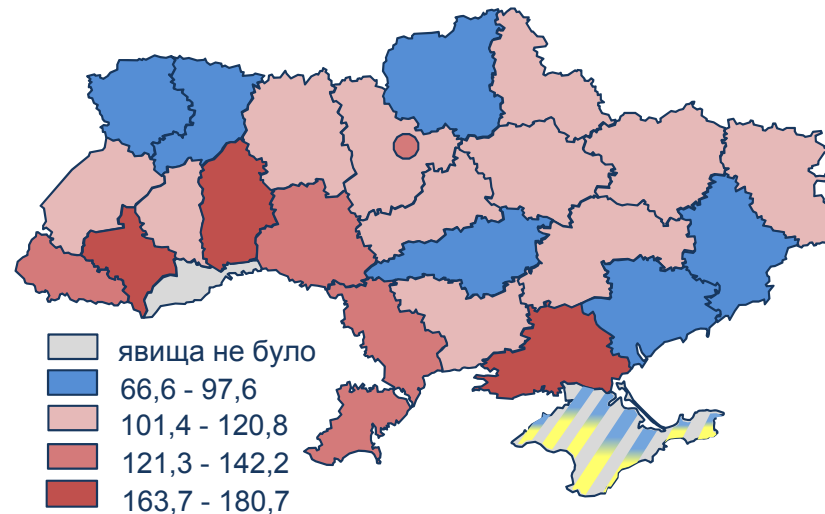 явища не було
66,6 - 97,6
101,4 - 120,8
121,3 - 142,2
163,7 - 180,7